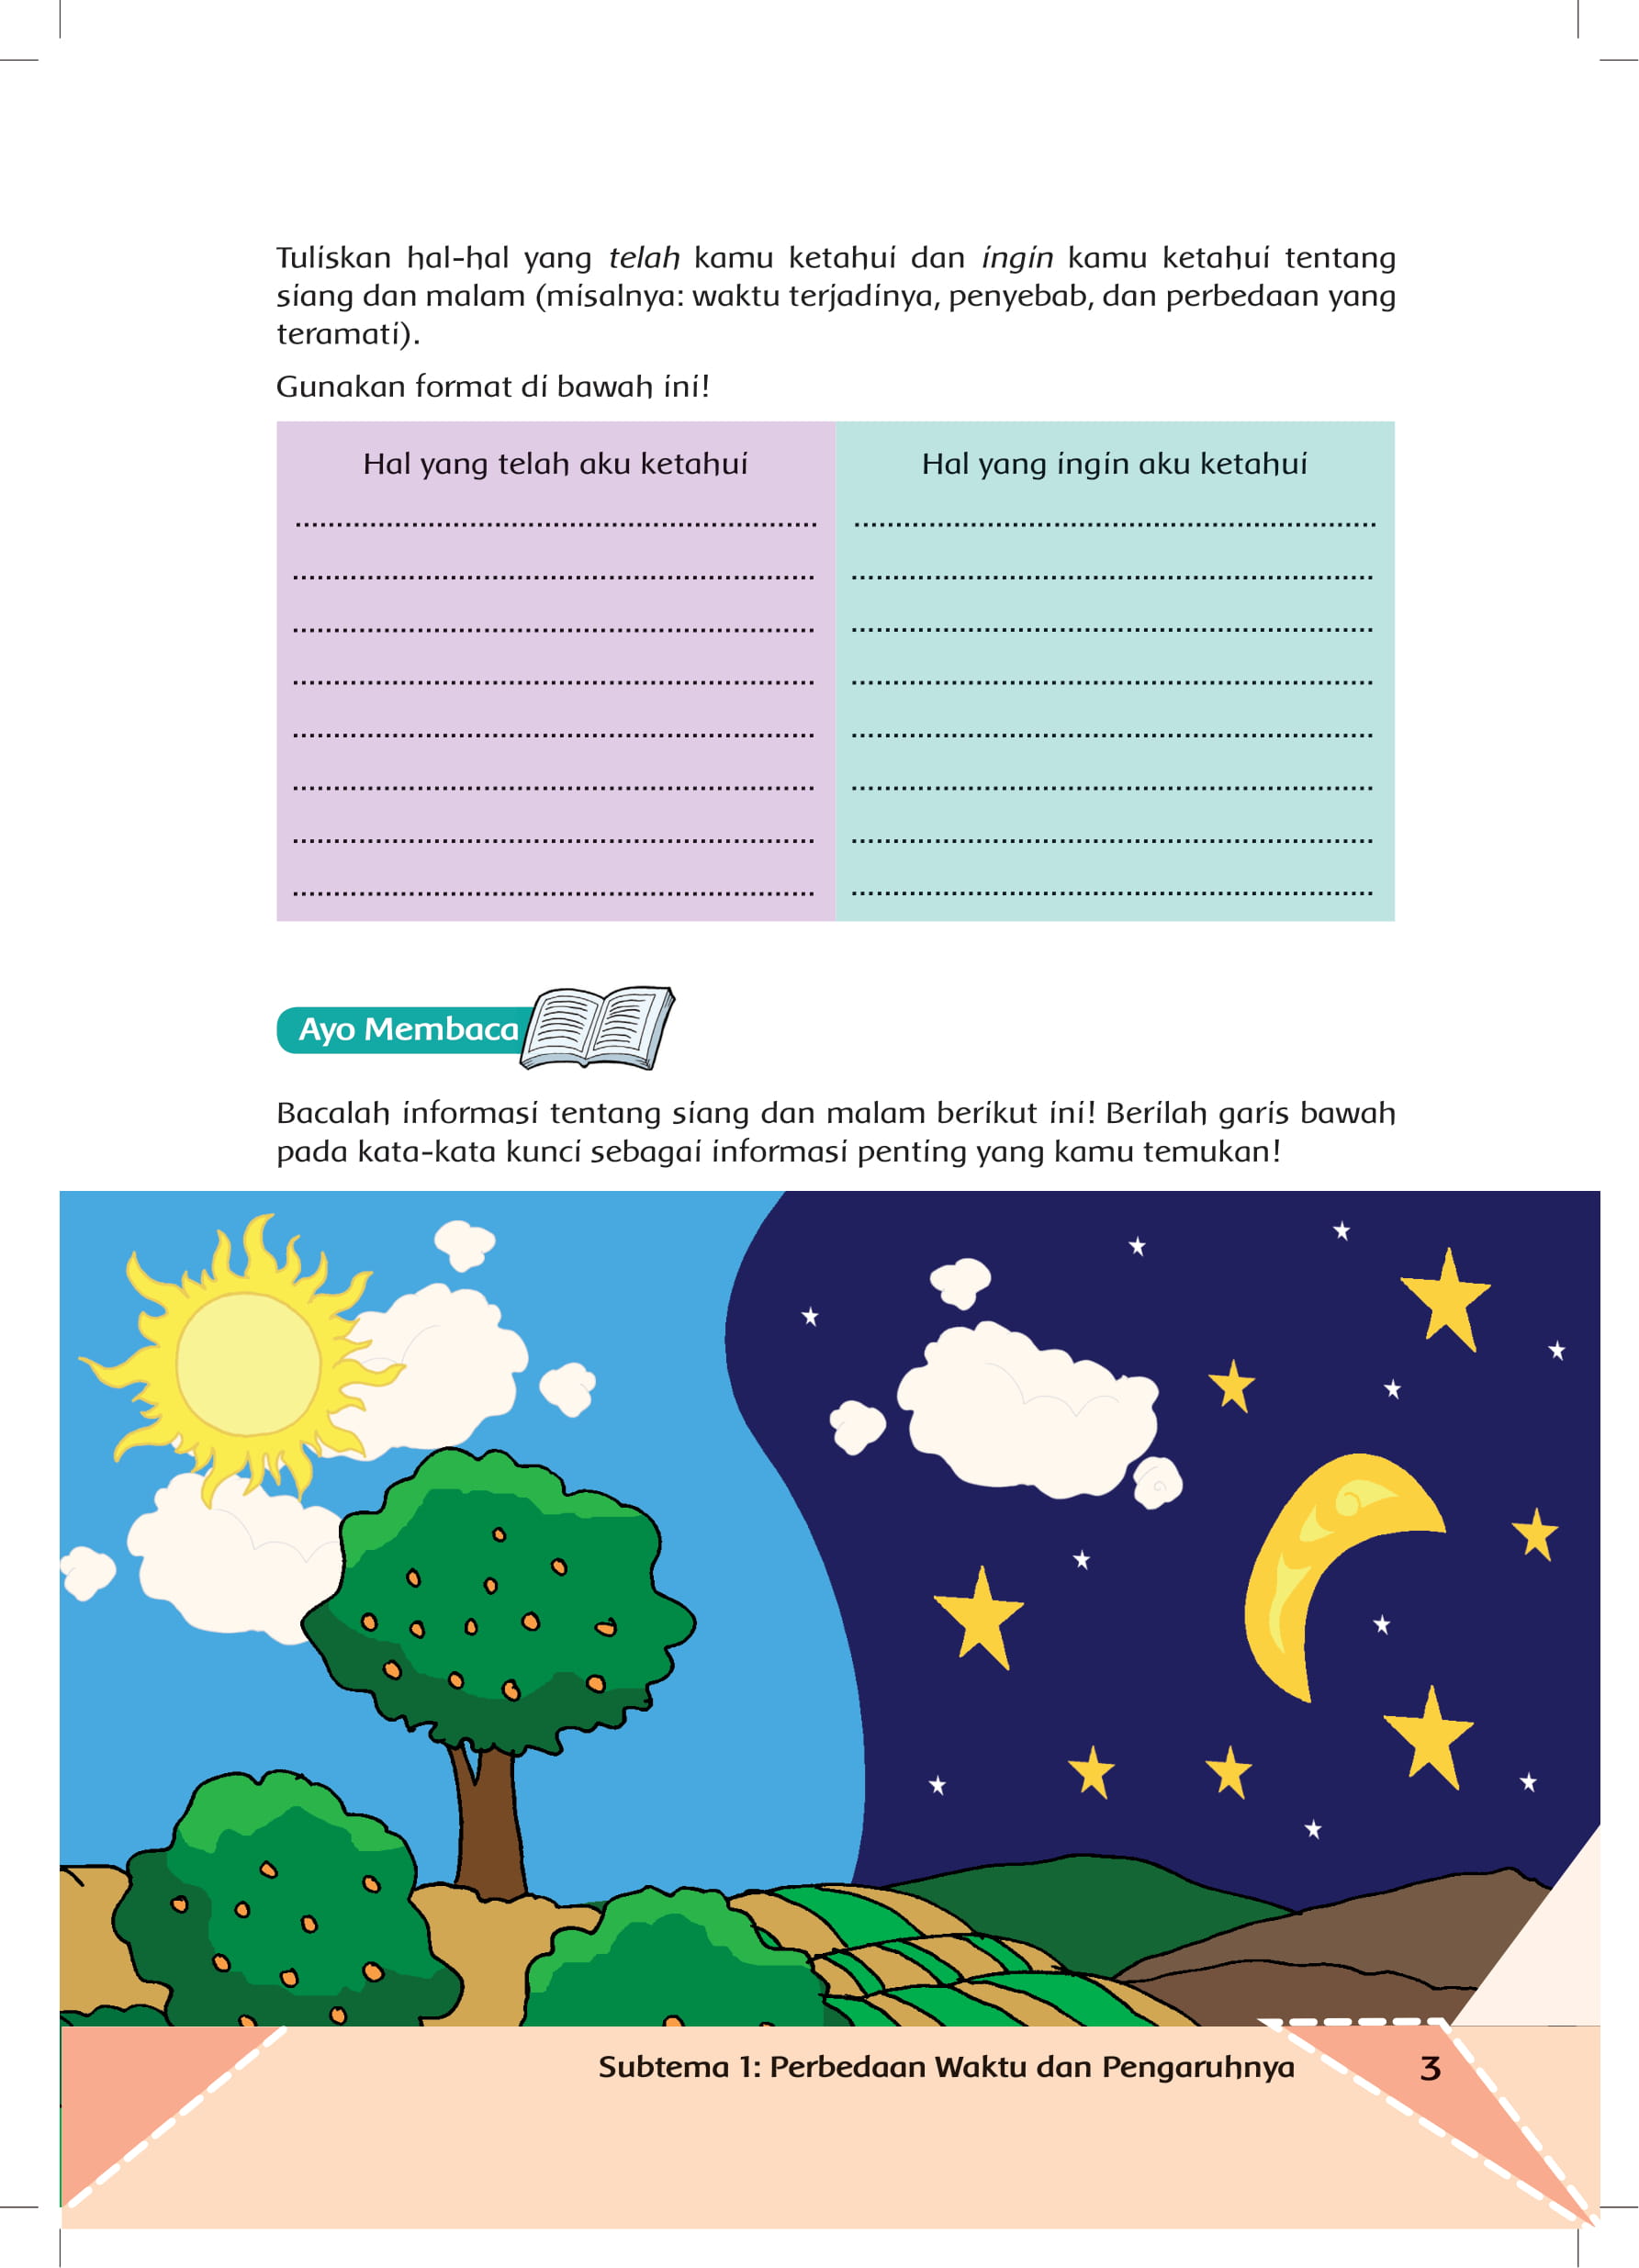 Tuliskan hal-hal yang telah kamu ketahui dan ingin kamu ketahui tentang
siang dan malam (misalnya: waktu terjadinya, penyebab, dan perbedaan yang
teramati).
Gunakan format di bawah ini!
Hal yang telah aku ketahui
Hal yang ingin aku ketahui
Ayo Membaca
Bacalah informasi tentang siang dan malam berikut ini! Berilah garis bawah
pada kata-kata kunci sebagai informasi penting yang kamu temukan!
Subtema 1: Perbedaan Waktu dan Pengaruhnya
3